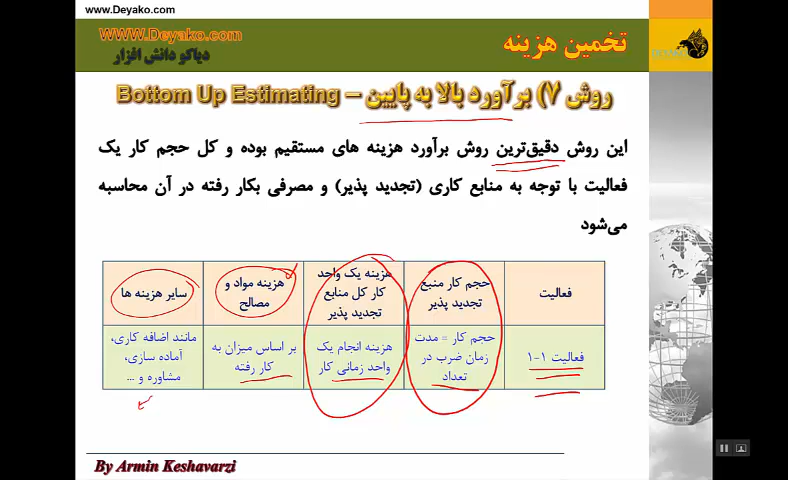 www.Deyako.com
WWW.Deyako.com
دیاکو دانش افزار
تخمین هزینه
روش ۷) برآورد بالا به پایین – Bottom Up Estimating
این روش دقیق‌ترین روش برآورد هزینه های مستقیم بوده و کل حجم کار یک
فعالیت با توجه به منابع کاری (تجدید پذیر) و مصرفی بکار رفته در آن محاسبه
می‌شود
فعالیت
حجم کار منبع
تجدید پذیر
هزینه یک واحد
کار کل منابع
تجدید پذیر
هزینه مواد و
مصالح
سایر هزینه ها
فعالیت ۱-۱
حجم کار = مدت
زمان ضرب در
تعداد
هزینه انجام یک
واحد زمانی کار
بر اساس میزان به
کار رفته
مانند اضافه کاری،
آماده سازی،
مشاوره و ...
By Armin Keshavarzi